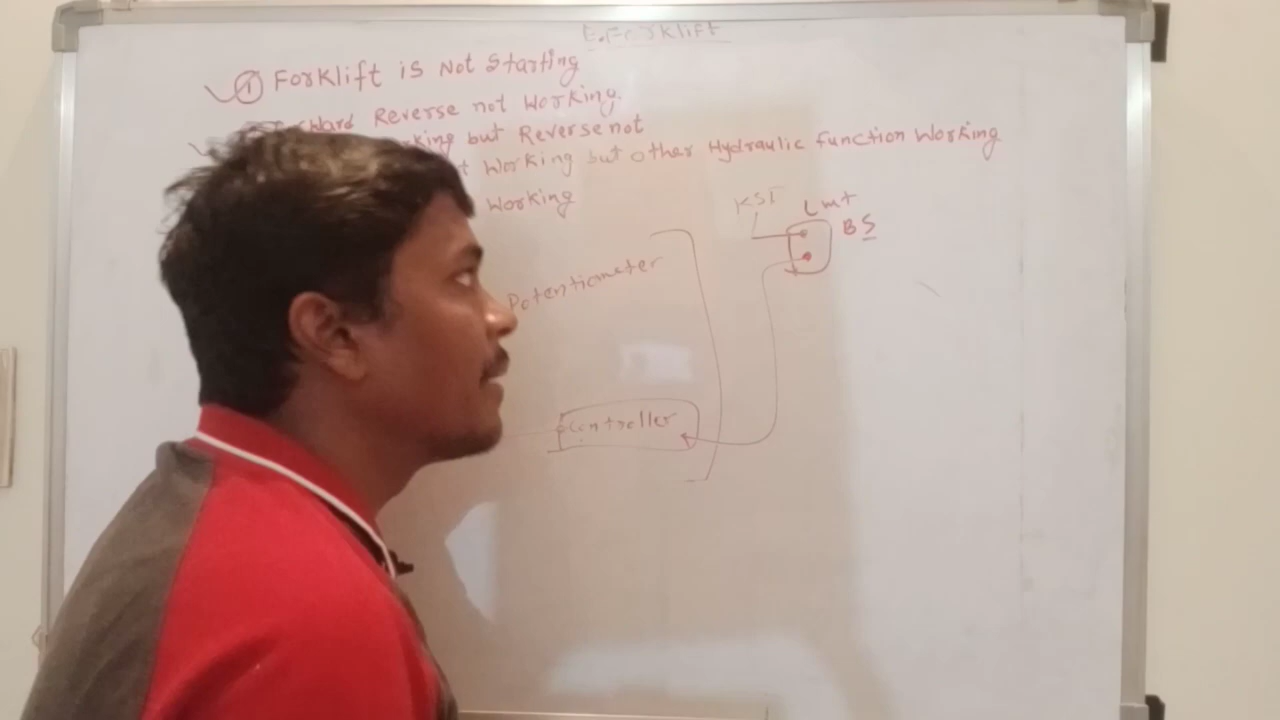 E.Forklift
① Forklift is Not Starting
Reverse not Working.
but Reverse not
Working but other Hydraulic function Working
Working
KSI
Lmt
BS
Potentiometer
Controller